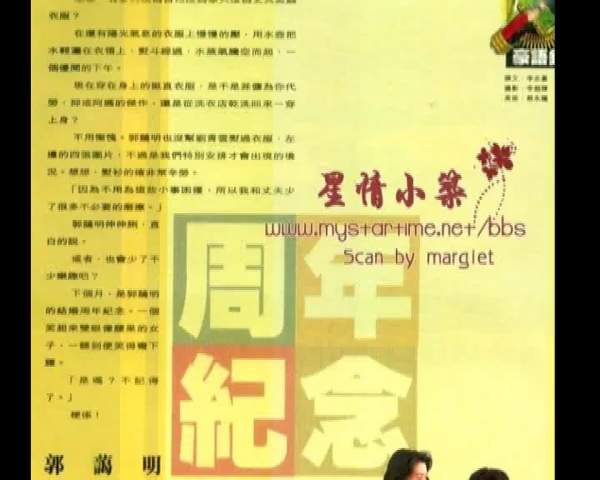 衣服?
在還有陽光氣息的衣服上慢慢的壓,用水壺把
水輕灑在衣領上,熨斗經過,水蒸氣騰空而起,一
個優閒的下午。
現在穿在身上的挺直衣服,是不是菲傭為你代
勞,抑或阿媽的傑作,還是從洗衣店乾洗回來一穿
上身?
不用慚愧。郭藹明也沒幫劉青雲熨過衣服,左
邊的四張圖片,不過是我們特別安排才會出現的情
況。想想,熨衫的確非常辛勞。
「因為不用為這些小事困擾,所以我和丈夫少
了很多不必要的磨擦。」
郭藹明伸伸脷,直
白的說。
或者,也會少了不
少樂趣吧?
下個月,是郭藹明
的結婚周年紀念。一個
笑起來雙眼像腰果的女
子,一聽到便笑得彎下
腰。
「是嗎?不記得
了。」
梗係!
郭藹明
周年
紀念
星情小築
www.mystartime.net/bbs
Scan by margiet